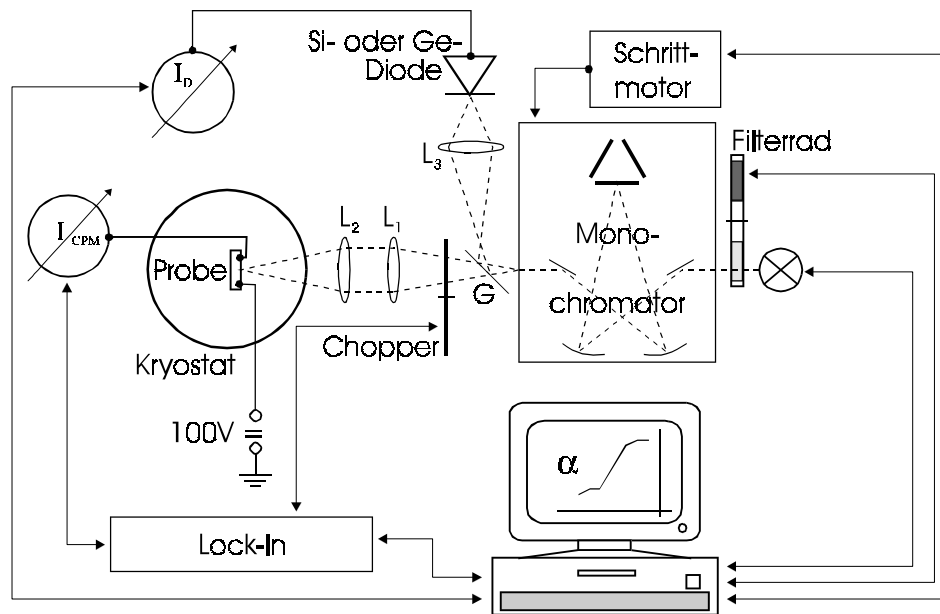 Si- oder Ge-
Diode
Schritt-
motor
I_D
Filterrad
L_3
I_CPM
L_2
L_1
Mono-
Probe
G
chromator
Chopper
Kryostat
100V
α
Lock-In